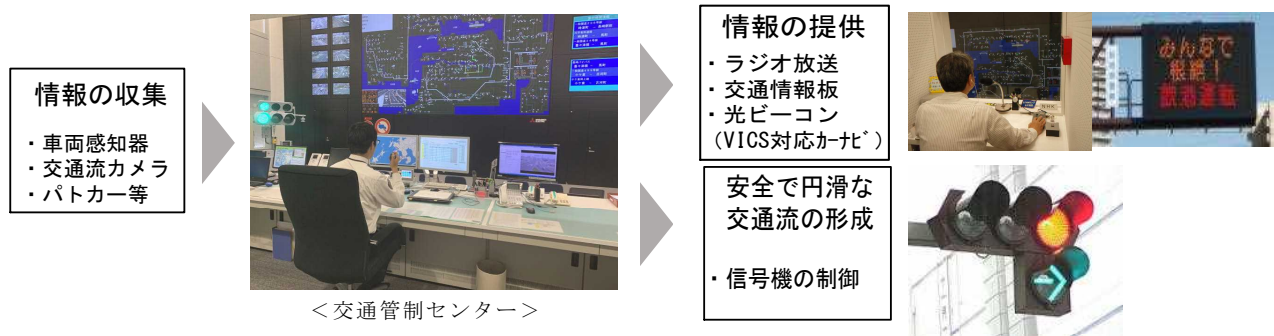 情報の収集
・車両感知器
・交通流カメラ
・パトカー等
＜交通管制センター＞
情報の提供
・ラジオ放送
・交通情報板
・光ビーコン
(VICS対応ｶｰﾅﾋﾞ)
みんなで
根絶！
飲酒運転
安全で円滑な
交通流の形成
・信号機の制御